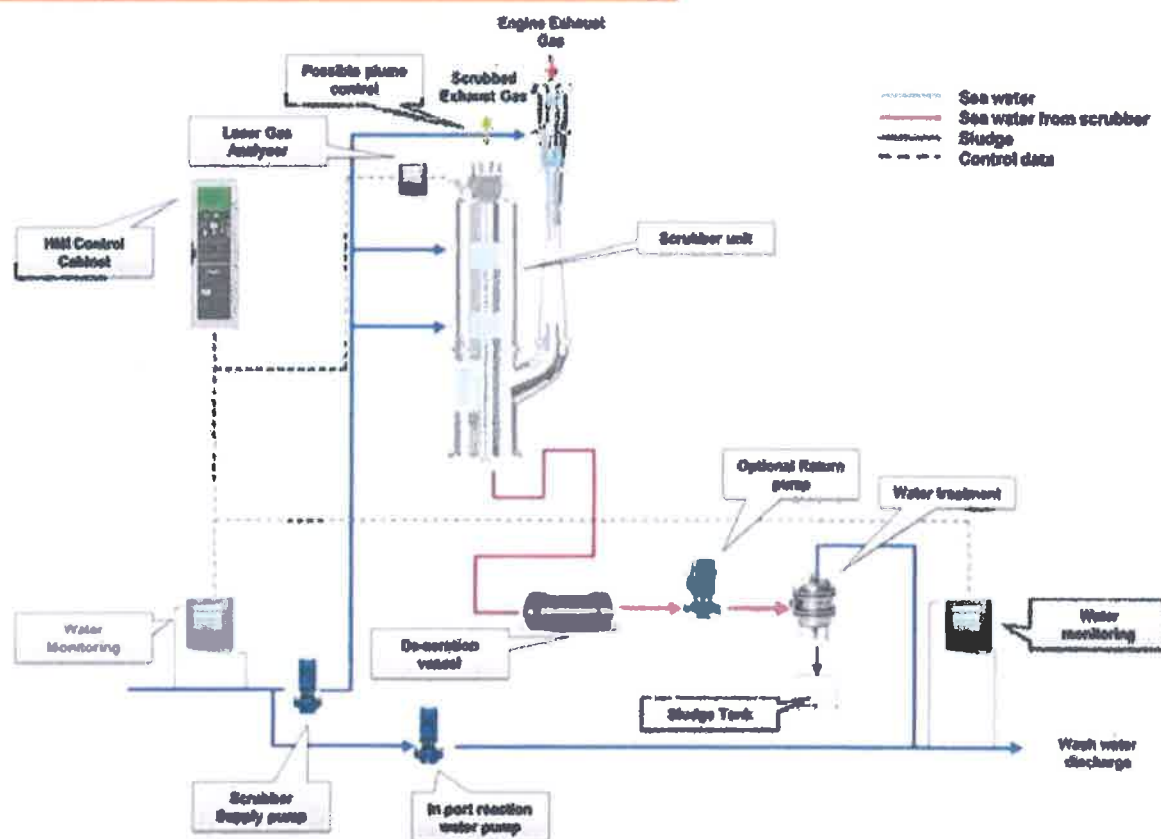 Engine Exhaust
Gas
Possible plume
control
Scrubbed
Exhaust Gas
Laser Gas
Analyser
Sea water
Sea water from scrubber
Sludge
Control data
HMI Control
Cabinet
Scrubber unit
Optional Return
pump
Water treatment
Water
Monitoring
De-aeration
vessel
Water
monitoring
Sludge Tank
Wash water
discharge
Scrubber
Supply pump
In port reaction
water pump